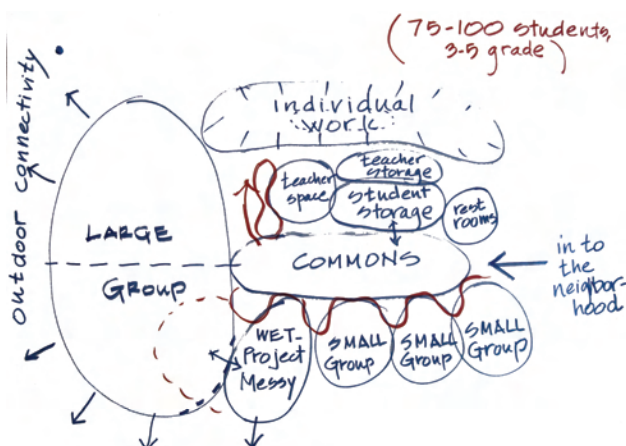 (75-100 students,
3-5 grade)
outdoor connectivity
individual
work
teacher
space
teacher
storage
student
storage
rest
rooms
LARGE
GROUP
COMMONS
in to
the
neighbor-
hood
WET-
Project
Messy
SMALL
Group
SMALL
Group
SMALL
Group